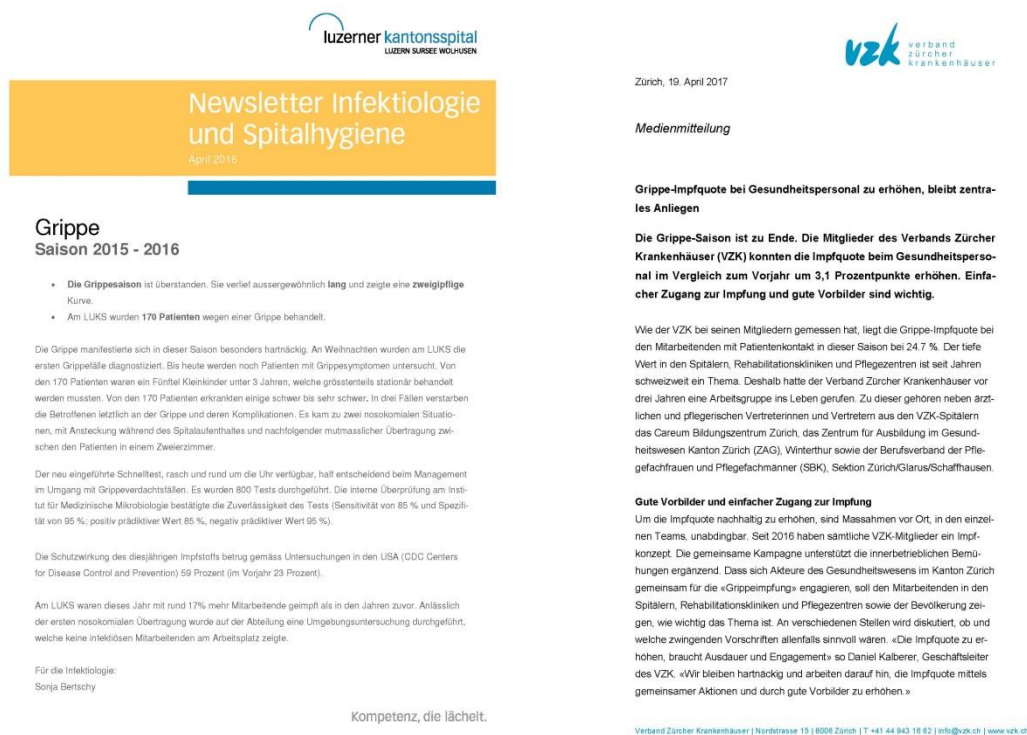 luzerner kantonsspital
LUZERN SURSEE WOLHUSEN
Newsletter Infektiologie
und Spitalhygiene
April 2016
Grippe
Saison 2015 - 2016
• Die Grippesaison ist überstanden. Sie verlief aussergewöhnlich lang und zeigte eine zweigipflige
Kurve.
• Am LUKS wurden 170 Patienten wegen einer Grippe behandelt.
Die Grippe manifestierte sich in dieser Saison besonders hartnäckig. An Weihnachten wurden am LUKS die
ersten Grippefälle diagnostiziert. Bis heute werden noch Patienten mit Grippesymptomen untersucht. Von
den 170 Patienten waren ein Fünftel Kleinkinder unter 3 Jahren, welche grösstenteils stationär behandelt
werden mussten. Von den 170 Patienten erkrankten einige schwer bis sehr schwer. In drei Fällen verstarben
die Betroffenen letztlich an der Grippe und deren Komplikationen. Es kam zu zwei nosokomialen Situatio-
nen, mit Ansteckung während des Spitalaufenthaltes und nachfolgender mutmasslicher Übertragung zwi-
schen den Patienten in einem Zweierzimmer.
Der neu eingeführte Schnelltest, rasch und rund um die Uhr verfügbar, half entscheidend beim Management
im Umgang mit Grippeverdachtsfällen. Es wurden 800 Tests durchgeführt. Die interne Überprüfung am Insti-
tut für Medizinische Mikrobiologie bestätigte die Zuverlässigkeit des Tests (Sensitivität von 85 % und Spezifi-
tät von 95 %; positiv prädiktiver Wert 85 %, negativ prädiktiver Wert 95 %).
Die Schutzwirkung des diesjährigen Impfstoffs betrug gemäss Untersuchungen in den USA (CDC Centers
for Disease Control and Prevention) 59 Prozent (im Vorjahr 23 Prozent).
Am LUKS waren dieses Jahr mit rund 17% mehr Mitarbeitende geimpft als in den Jahren zuvor. Anlässlich
der ersten nosokomialen Übertragung wurde auf der Abteilung eine Umgebungsuntersuchung durchgeführt,
welche keine infektiösen Mitarbeitenden am Arbeitsplatz zeigte.
Für die Infektiologie:
Sonja Bertschy
Kompetenz, die lächelt.
vzk verband
zürcher
krankenhäuser
Zürich, 19. April 2017
Medienmitteilung
Grippe-Impfquote bei Gesundheitspersonal zu erhöhen, bleibt zentra-
les Anliegen
Die Grippe-Saison ist zu Ende. Die Mitglieder des Verbands Zürcher
Krankenhäuser (VZK) konnten die Impfquote beim Gesundheitsperso-
nal im Vergleich zum Vorjahr um 3,1 Prozentpunkte erhöhen. Einfa-
cher Zugang zur Impfung und gute Vorbilder sind wichtig.
Wie der VZK bei seinen Mitgliedern gemessen hat, liegt die Grippe-Impfquote bei
den Mitarbeitenden mit Patientenkontakt in dieser Saison bei 24.7 %. Der tiefe
Wert in den Spitälern, Rehabilitationskliniken und Pflegezentren ist seit Jahren
schweizweit ein Thema. Deshalb hatte der Verband Zürcher Krankenhäuser vor
drei Jahren eine Arbeitsgruppe ins Leben gerufen. Zu dieser gehören neben ärzt-
lichen und pflegerischen Vertreterinnen und Vertretern aus den VZK-Spitälern
das Careum Bildungszentrum Zürich, das Zentrum für Ausbildung im Gesund-
heitswesen Kanton Zürich (ZAG), Winterthur sowie der Berufsverband der Pfle-
gefachfrauen und Pflegefachmänner (SBK), Sektion Zürich/Glarus/Schaffhausen.
Gute Vorbilder und einfacher Zugang zur Impfung
Um die Impfquote nachhaltig zu erhöhen, sind Massahmen vor Ort, in den einzel-
nen Teams, unabdingbar. Seit 2016 haben sämtliche VZK-Mitglieder ein Impf-
konzept. Die gemeinsame Kampagne unterstützt die innerbetrieblichen Bemü-
hungen ergänzend. Dass sich Akteure des Gesundheitswesens im Kanton Zürich
gemeinsam für die «Grippeimpfung» engagieren, soll den Mitarbeitenden in den
Spitälern, Rehabilitationskliniken und Pflegezentren sowie der Bevölkerung zei-
gen, wie wichtig das Thema ist. An verschiedenen Stellen wird diskutiert, ob und
welche zwingenden Vorschriften allenfalls sinnvoll wären. «Die Impfquote zu er-
höhen, braucht Ausdauer und Engagement» so Daniel Kalberer, Geschäftsleiter
des VZK. «Wir bleiben hartnäckig und arbeiten darauf hin, die Impfquote mittels
gemeinsamer Aktionen und durch gute Vorbilder zu erhöhen.»
Verband Zürcher Krankenhäuser | Nordstrasse 15 | 8006 Zürich | T +41 44 943 16 62 | info@vzk.ch | www.vzk.ch